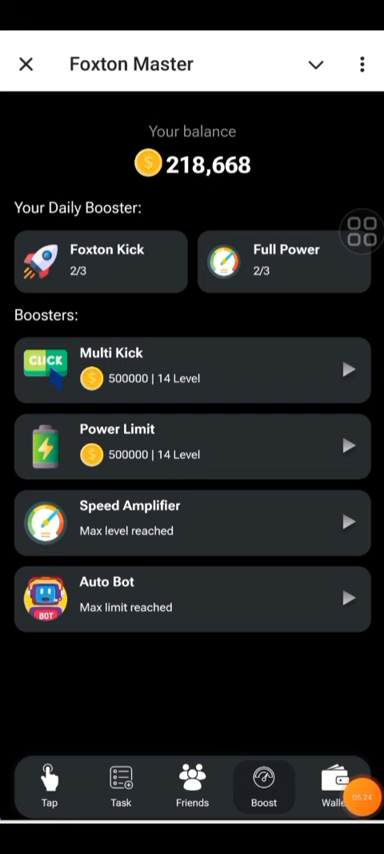 Foxton Master
Your balance
218,668
Your Daily Booster:
Foxton Kick
2/3
Full Power
2/3
Boosters:
CLICK
Multi Kick
500000 | 14 Level
Power Limit
500000 | 14 Level
Speed Amplifier
Max level reached
BOT
Auto Bot
Max limit reached
Tap
Task
Friends
Boost
Walle
05:24